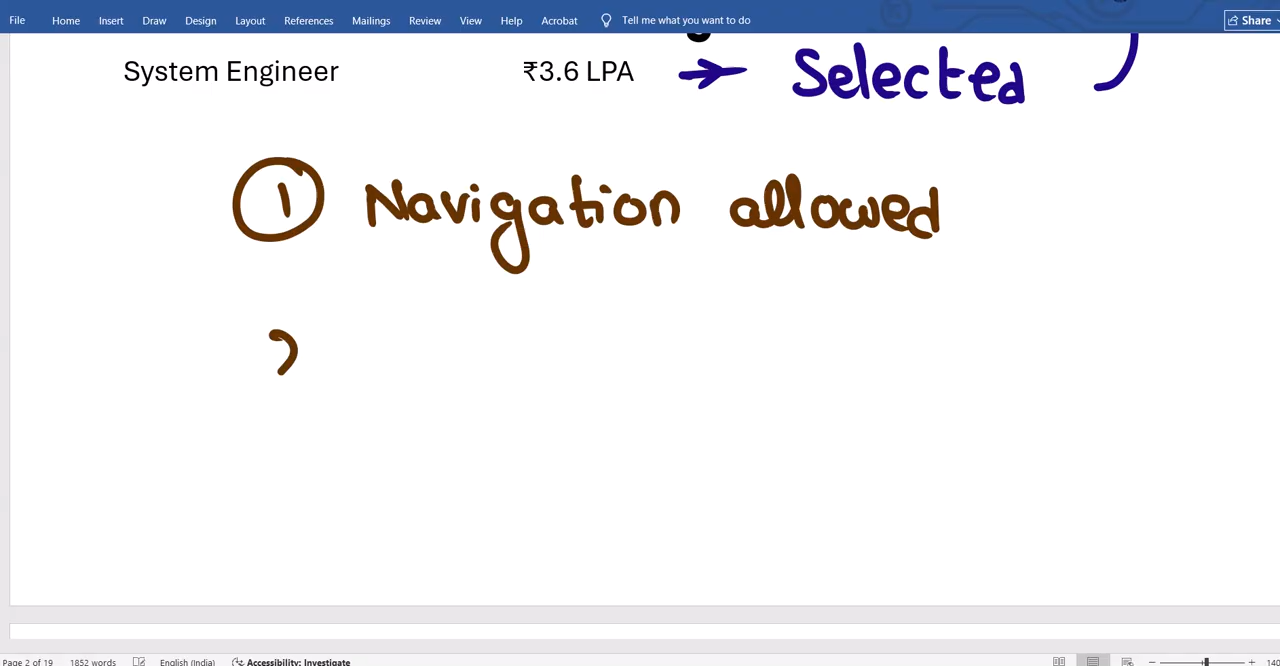 File Home Insert Draw Design Layout References Mailings Review View Help Acrobat Tell me what you want to do Share
System Engineer ₹3.6 LPA → Selected
① Navigation allowed
Page 2 of 19 1852 words English (India) Accessibility: Investigate 140